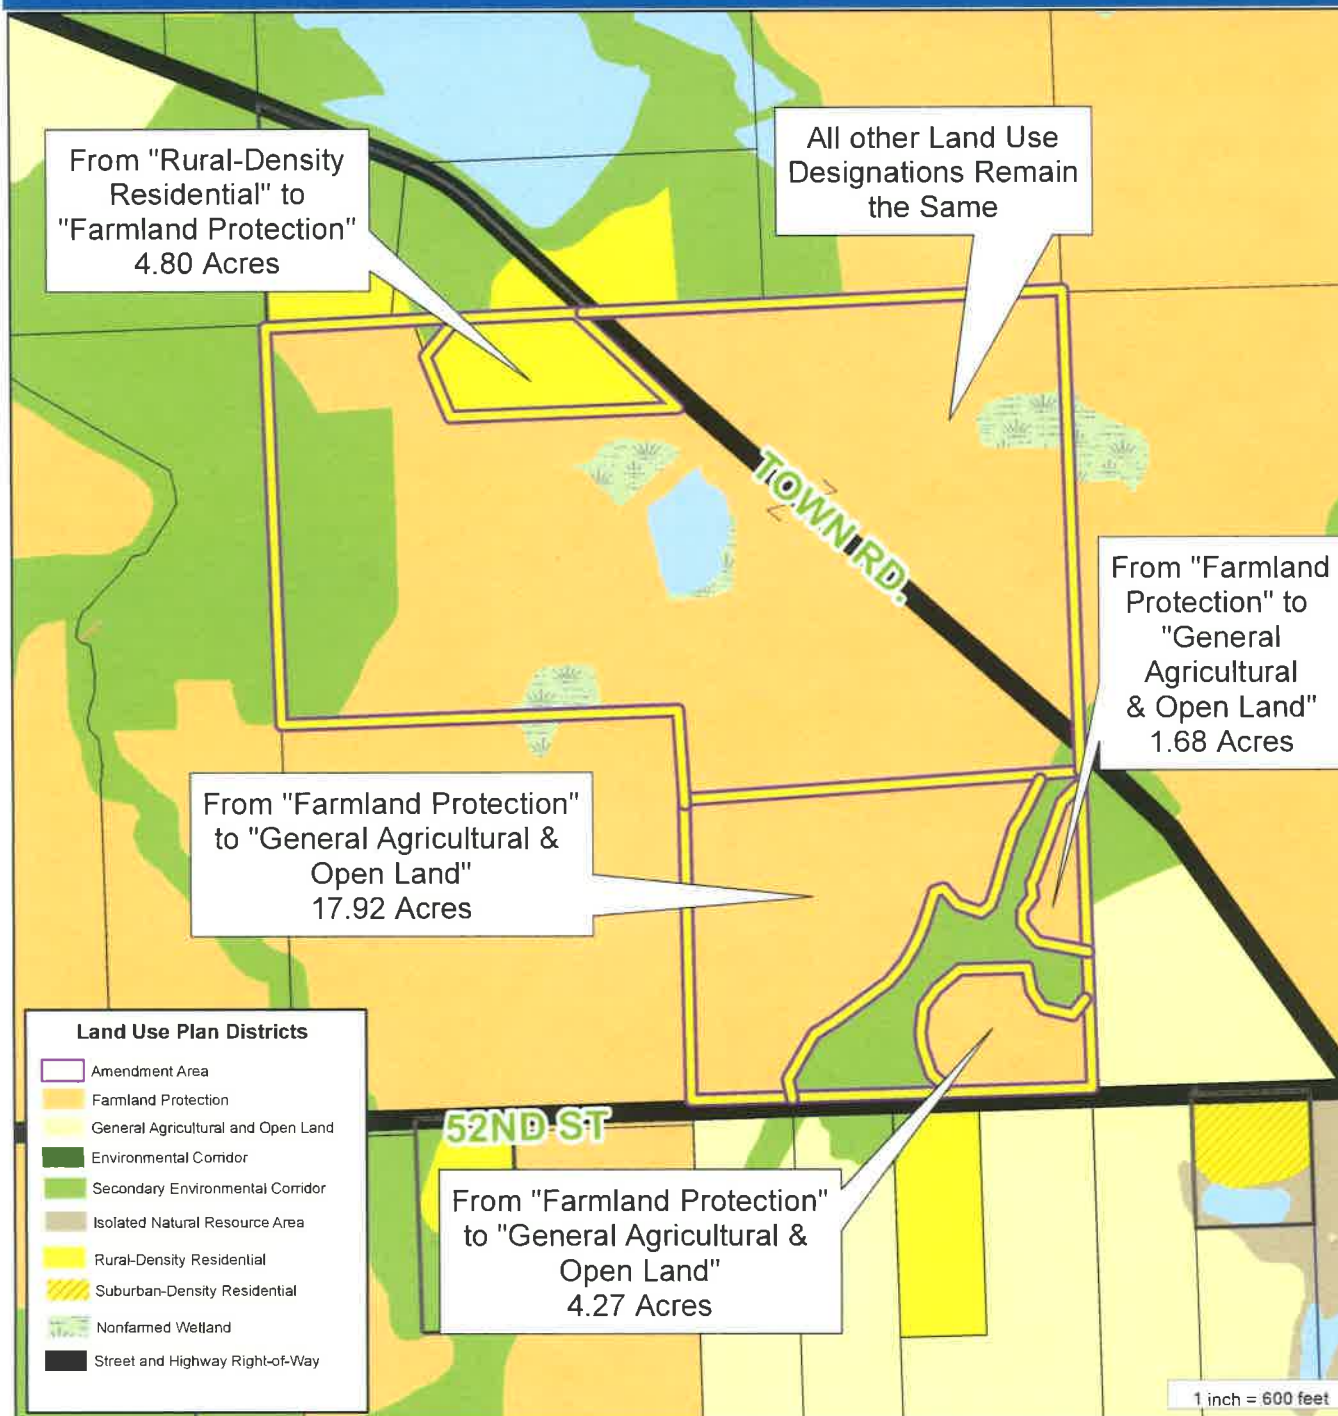 From "Rural-Density
Residential" to
"Farmland Protection"
4.80 Acres
All other Land Use
Designations Remain
the Same
TOWN RD.
From "Farmland
Protection" to
"General
Agricultural
& Open Land"
1.68 Acres
From "Farmland Protection"
to "General Agricultural &
Open Land"
17.92 Acres
52ND ST
From "Farmland Protection"
to "General Agricultural &
Open Land"
4.27 Acres
Land Use Plan Districts
Amendment Area
Farmland Protection
General Agricultural and Open Land
Environmental Corridor
Secondary Environmental Corridor
Isolated Natural Resource Area
Rural-Density Residential
Suburban-Density Residential
Nonfarmed Wetland
Street and Highway Right-of-Way
1 inch = 600 feet